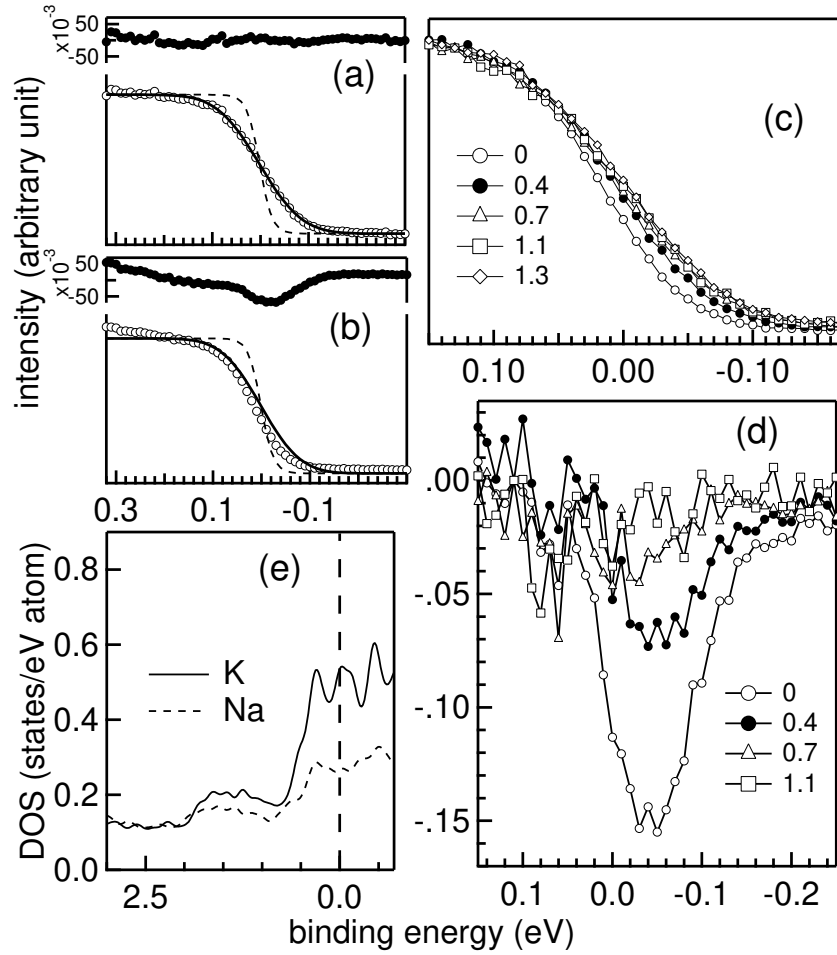 50
-50
×10⁻³
(a)
50
-50
×10⁻³
(b)
0.3 0.1 -0.1
intensity (arbitrary unit)
(c)
0
0.4
0.7
1.1
1.3
0.10 0.00 -0.10
(d)
.00
-.05
-.10
-.15
0
0.4
0.7
1.1
0.1 0.0 -0.1 -0.2
(e)
0.8
0.6
0.4
0.2
0.0
K
Na
DOS (states/eV atom)
2.5 0.0
binding energy (eV)